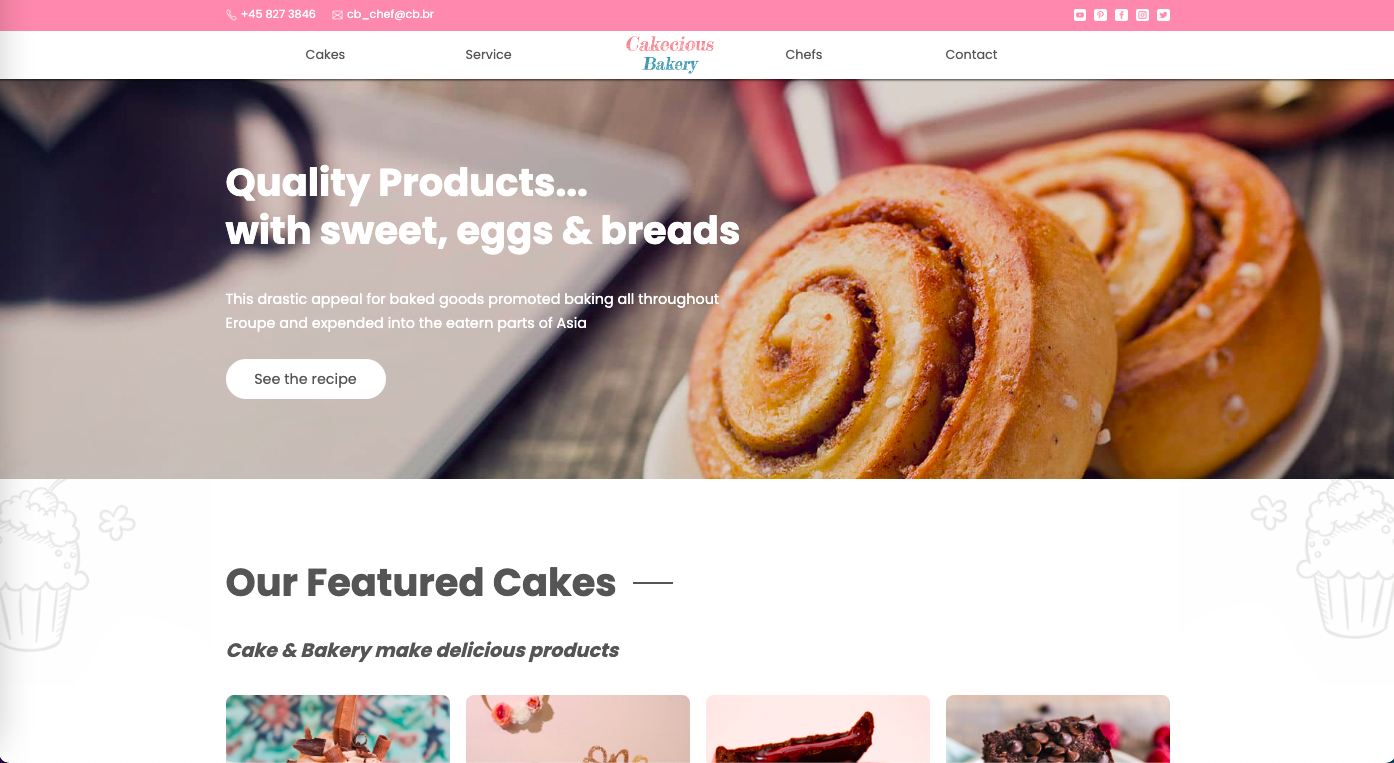 +45 827 3846 cb_chef@cb.br
Cakes Service Cakecious Bakery Chefs Contact
Quality Products...
with sweet, eggs & breads
This drastic appeal for baked goods promoted baking all throughout
Eroupe and expended into the eatern parts of Asia
See the recipe
Our Featured Cakes
Cake & Bakery make delicious products